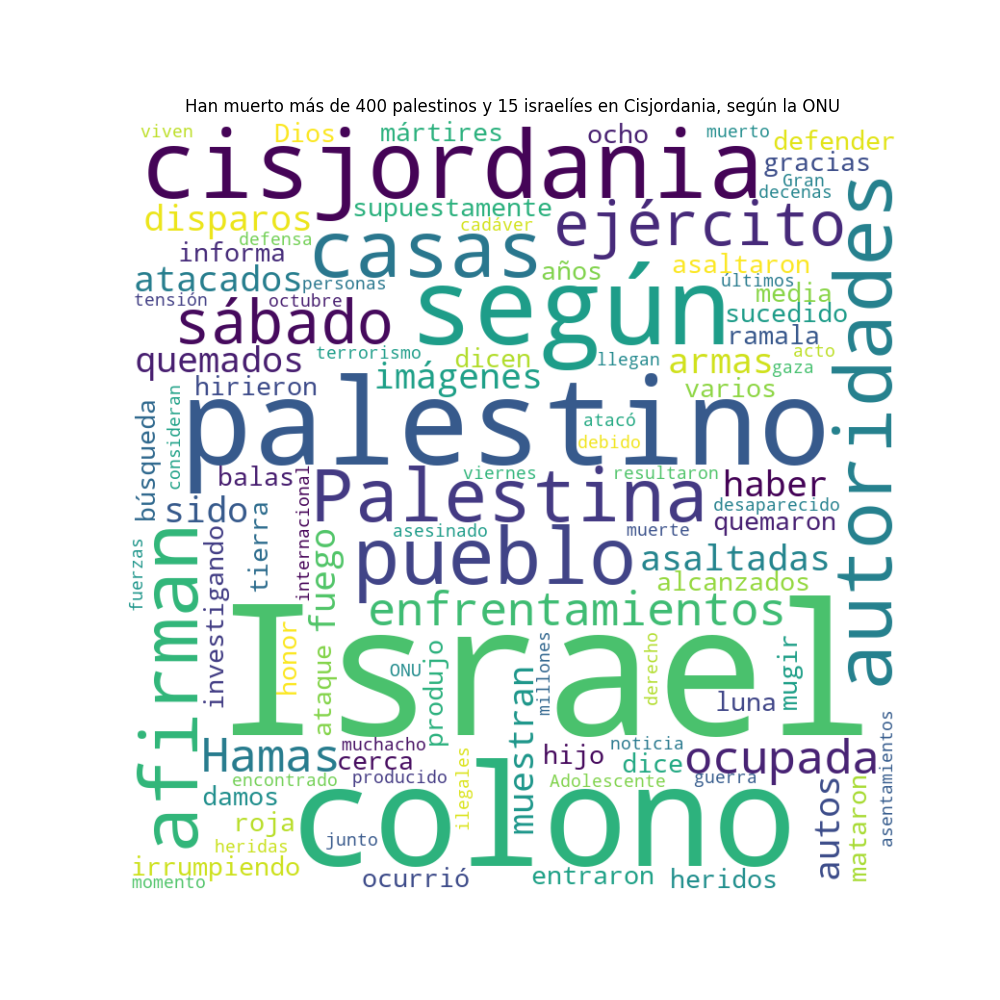 Han muerto más de 400 palestinos y 15 israelíes en Cisjordania, según la ONU
viven
Dios
mártires
ocho
muerto
defender
cisjordania
gracias
Gran
decenas
disparos
supuestamente
cadáver
ejército
autoridades
defensa
informa
casas
años
asaltaron
atacados
personas
últimos
media
tensión
octubre
sábado
según
sucedido
ramala
quemados
terrorismo
dicen
llegan
armas
acto
gaza
hirieron
imágenes
varios
consideran
búsqueda
palestino
atacó
debido
balas
viernes
resultaron
haber
internacional
Palestina
desaparecido
sido
tierra
asesinado
muerte
quemaron
fuerzas
afirman
investigando
fuego
pueblo
asaltadas
alcanzados
enfrentamientos
Israel
honor
ataque
ONU
produjo
muestran
millones
derecho
mugir
luna
Hamas
muchacho
cerca
hijo
noticia
dice
ocupada
asentamientos
encontrado
producido
ilegales
Adolescente
guerra
damos
colono
autos
mataron
roja
heridas
junto
irrumpiendo
momento
ocurrió
entraron
heridos